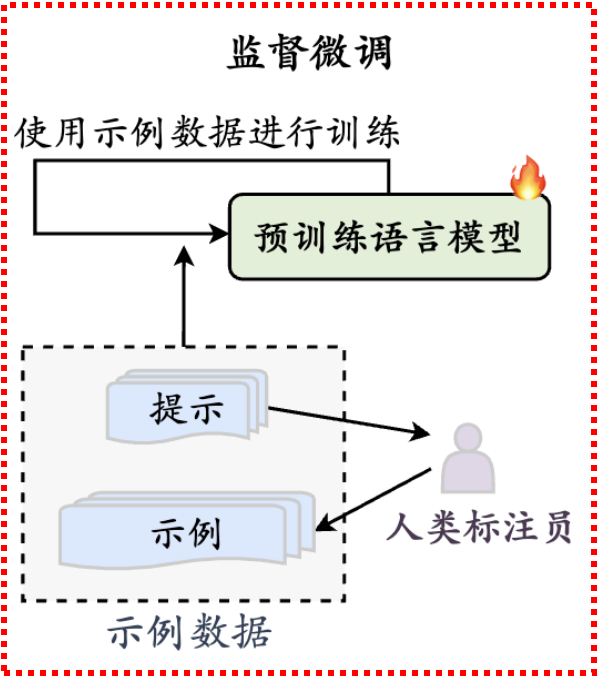 监督微调
使用示例数据进行训练
预训练语言模型
提示
示例
人类标注员
示例数据